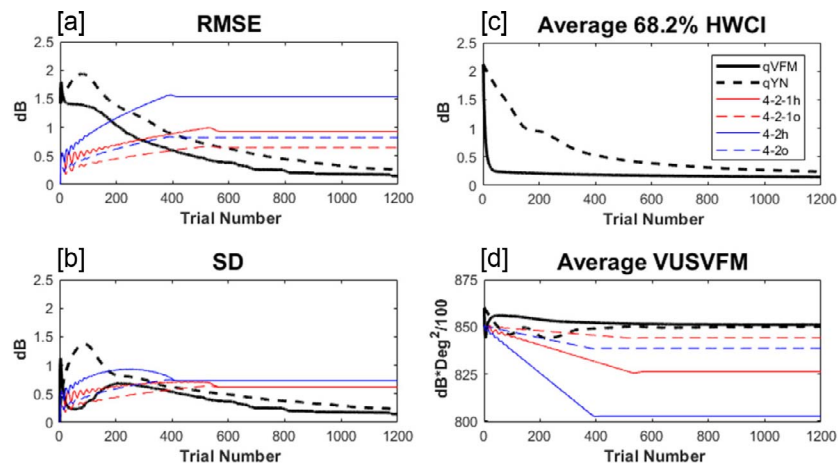 [a] RMSE
2.5
2
1.5
1
0.5
0
dB
0 200 400 600 800 1000 1200
Trial Number
[c] Average 68.2% HWCI
2.5
2
1.5
1
0.5
0
dB
qVFM
qYN
4-2-1h
4-2-1o
4-2h
4-2o
0 200 400 600 800 1000 1200
Trial Number
[b] SD
2.5
2
1.5
1
0.5
0
dB
0 200 400 600 800 1000 1200
Trial Number
[d] Average VUSVFM
875
850
825
800
dB*Deg²/100
0 200 400 600 800 1000 1200
Trial Number